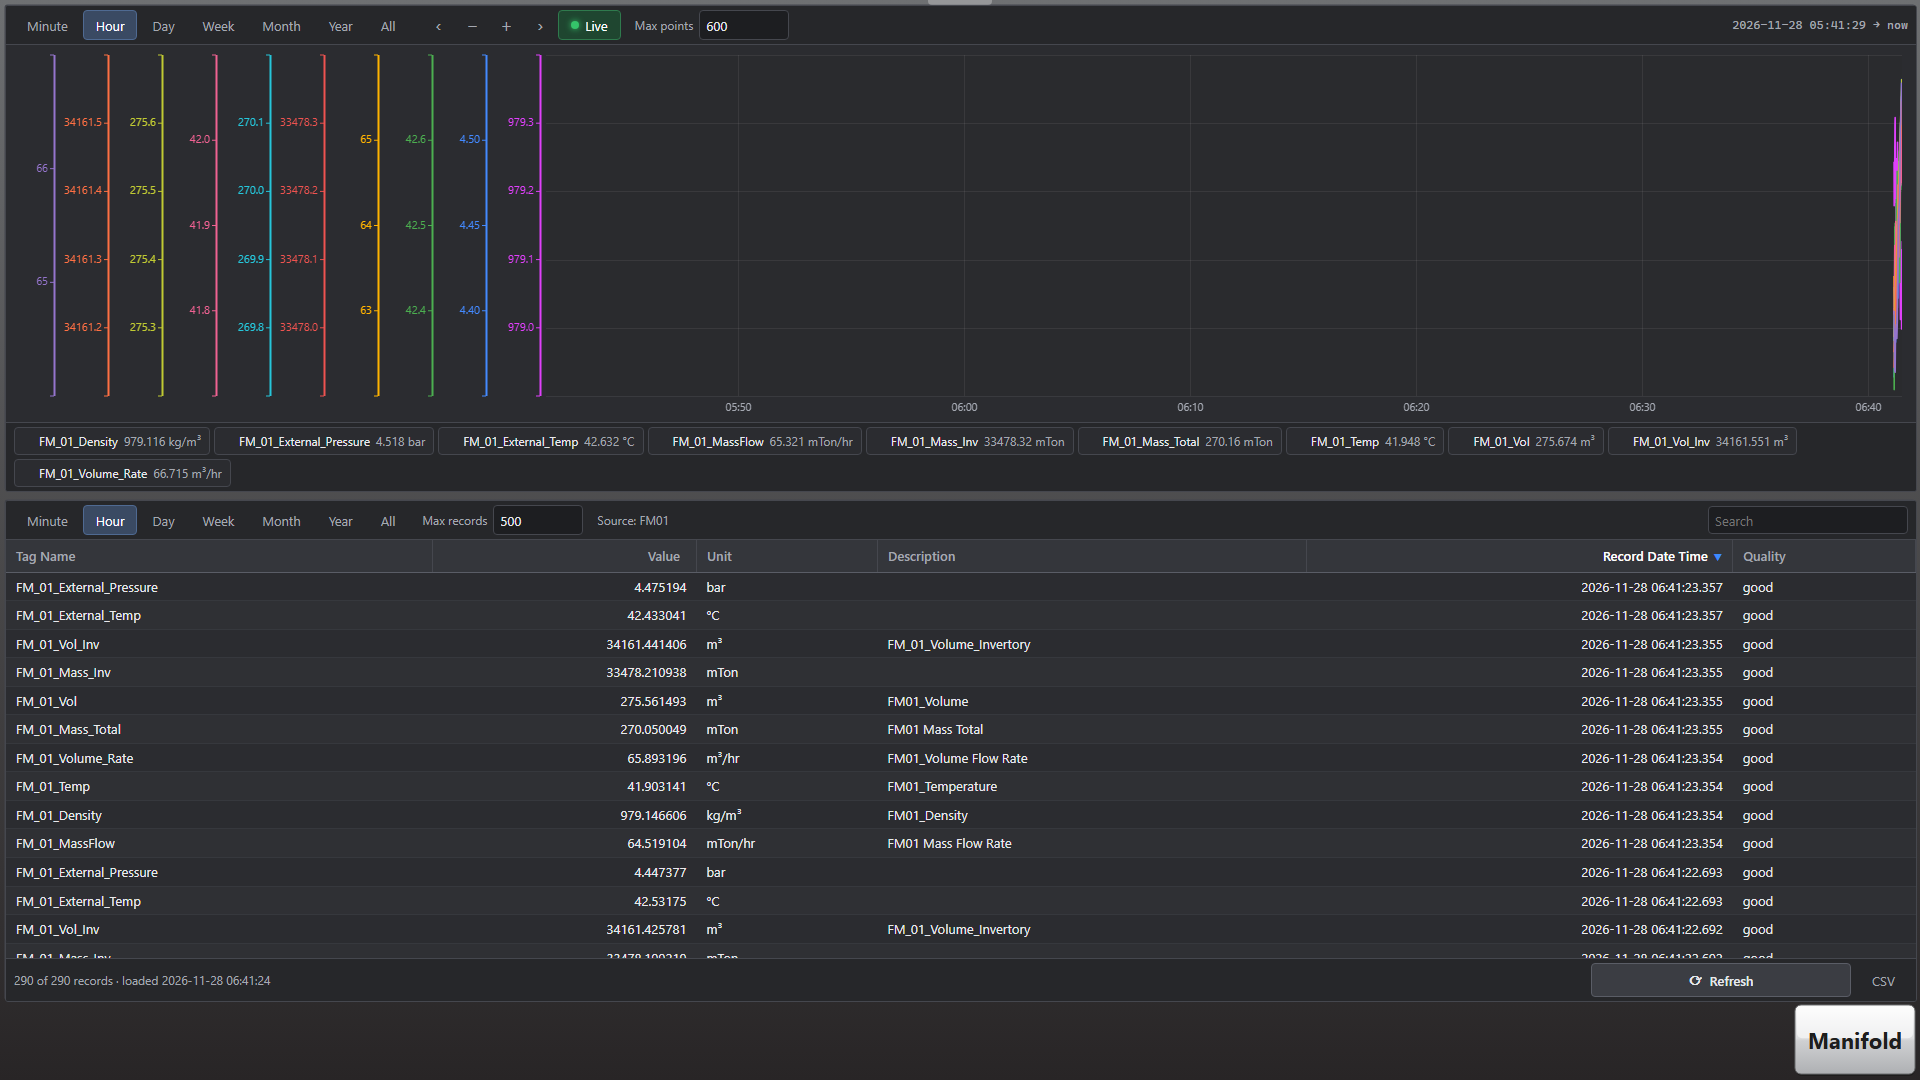 Minute Hour Day Week Month Year All ‹ − + › Live Max points 600 2026-11-28 05:41:29 → now
34161.5 275.6 270.1 33478.3 979.3
42.0 65 42.6 4.50
66
34161.4 275.5 270.0 33478.2 979.2
41.9 64 42.5 4.45
34161.3 275.4 269.9 33478.1 979.1
65
41.8 63 42.4 4.40
34161.2 275.3 269.8 33478.0 979.0
05:50 06:00 06:10 06:20 06:30 06:40
FM_01_Density 979.116 kg/m³ FM_01_External_Pressure 4.518 bar FM_01_External_Temp 42.632 °C FM_01_MassFlow 65.321 mTon/hr FM_01_Mass_Inv 33478.32 mTon FM_01_Mass_Total 270.16 mTon FM_01_Temp 41.948 °C FM_01_Vol 275.674 m³ FM_01_Vol_Inv 34161.551 m³
FM_01_Volume_Rate 66.715 m³/hr
Minute Hour Day Week Month Year All Max records 500 Source: FM01 Search
Tag Name Value Unit Description Record Date Time ▼ Quality
FM_01_External_Pressure 4.475194 bar 2026-11-28 06:41:23.357 good
FM_01_External_Temp 42.433041 °C 2026-11-28 06:41:23.357 good
FM_01_Vol_Inv 34161.441406 m³ FM_01_Volume_Invertory 2026-11-28 06:41:23.355 good
FM_01_Mass_Inv 33478.210938 mTon 2026-11-28 06:41:23.355 good
FM_01_Vol 275.561493 m³ FM01_Volume 2026-11-28 06:41:23.355 good
FM_01_Mass_Total 270.050049 mTon FM01 Mass Total 2026-11-28 06:41:23.355 good
FM_01_Volume_Rate 65.893196 m³/hr FM01_Volume Flow Rate 2026-11-28 06:41:23.354 good
FM_01_Temp 41.903141 °C FM01_Temperature 2026-11-28 06:41:23.354 good
FM_01_Density 979.146606 kg/m³ FM01_Density 2026-11-28 06:41:23.354 good
FM_01_MassFlow 64.519104 mTon/hr FM01 Mass Flow Rate 2026-11-28 06:41:23.354 good
FM_01_External_Pressure 4.447377 bar 2026-11-28 06:41:22.693 good
FM_01_External_Temp 42.53175 °C 2026-11-28 06:41:22.693 good
FM_01_Vol_Inv 34161.425781 m³ FM_01_Volume_Invertory 2026-11-28 06:41:22.692 good
290 of 290 records · loaded 2026-11-28 06:41:24 Refresh CSV
Manifold